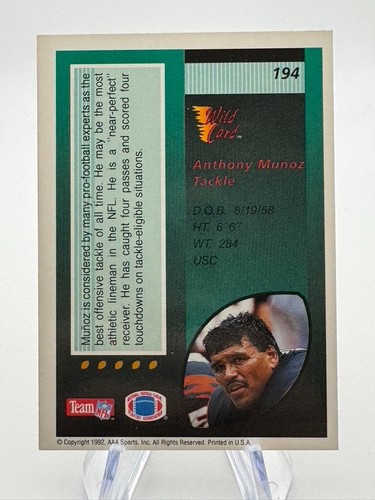 194
Wild
Card
TM
Anthony Muñoz
Tackle
D.O.B. 8/19/58
HT. 6'6"
WT. 284
USC
Muñoz is considered by many pro-football experts as the
best offensive tackle of all time. He may be the most
athletic lineman in the NFL. He is a "near-perfect"
receiver. He has caught four passes and scored four
touchdowns on tackle-eligible situations.
Team
NFL
© Copyright 1992, AAA Sports, Inc. All Rights Reserved. Printed in U.S.A.